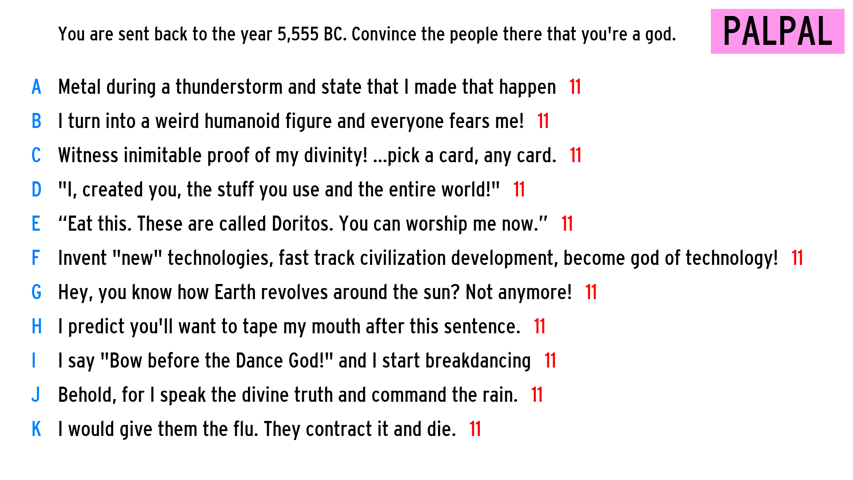 You are sent back to the year 5,555 BC. Convince the people there that you're a god.
PALPAL
A Metal during a thunderstorm and state that I made that happen 11
B I turn into a weird humanoid figure and everyone fears me! 11
C Witness inimitable proof of my divinity! ...pick a card, any card. 11
D "I, created you, the stuff you use and the entire world!" 11
E “Eat this. These are called Doritos. You can worship me now.” 11
F Invent "new" technologies, fast track civilization development, become god of technology! 11
G Hey, you know how Earth revolves around the sun? Not anymore! 11
H I predict you'll want to tape my mouth after this sentence. 11
I I say "Bow before the Dance God!" and I start breakdancing 11
J Behold, for I speak the divine truth and command the rain. 11
K I would give them the flu. They contract it and die. 11